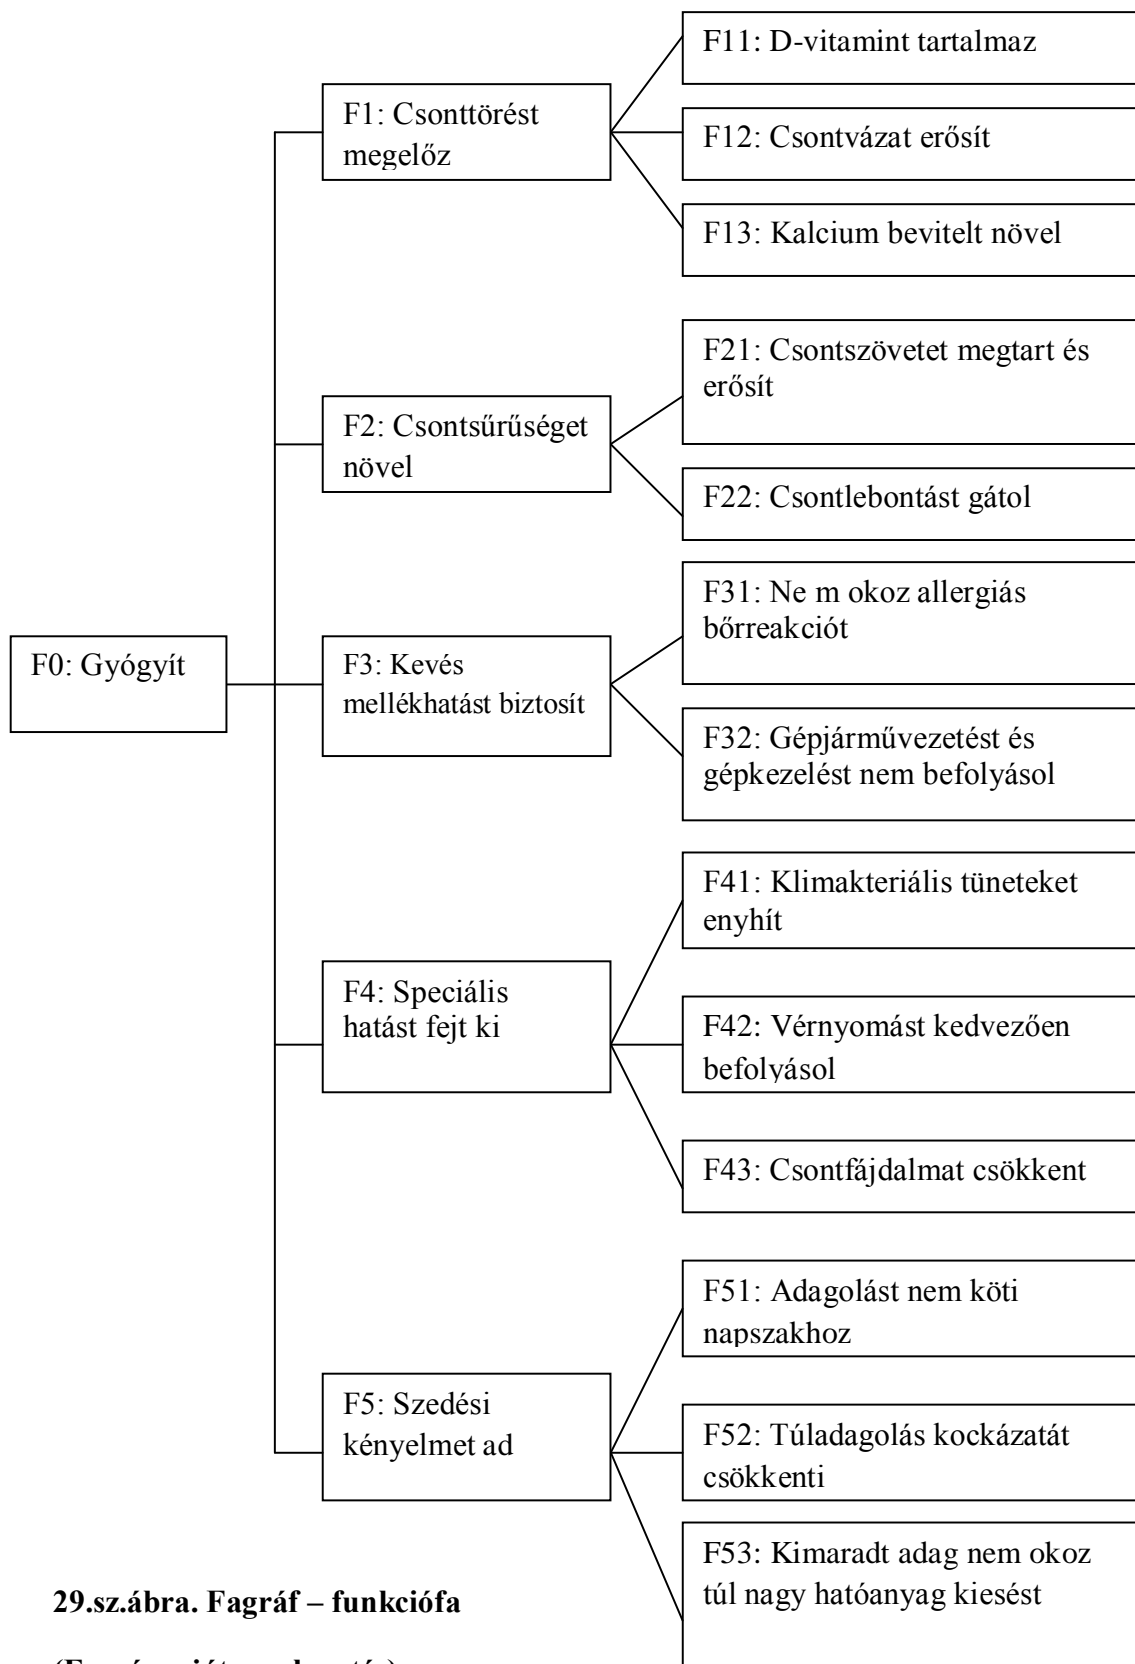 F11: D-vitamint tartalmaz
F1: Csonttörést
megelőz
F12: Csontvázat erősít
F13: Kalcium bevitelt növel
F21: Csontszövetet megtart és
erősít
F2: Csontsűrűséget
növel
F22: Csontlebontást gátol
F31: Ne m okoz allergiás
bőrreakciót
F0: Gyógyít
F3: Kevés
mellékhatást biztosít
F32: Gépjárművezetést és
gépkezelést nem befolyásol
F41: Klimakteriális tüneteket
enyhít
F4: Speciális
hatást fejt ki
F42: Vérnyomást kedvezően
befolyásol
F43: Csontfájdalmat csökkent
F51: Adagolást nem köti
napszakhoz
F5: Szedési
kényelmet ad
F52: Túladagolás kockázatát
csökkenti
F53: Kimaradt adag nem okoz
túl nagy hatóanyag kiesést
29.sz.ábra. Fagráf – funkciófa